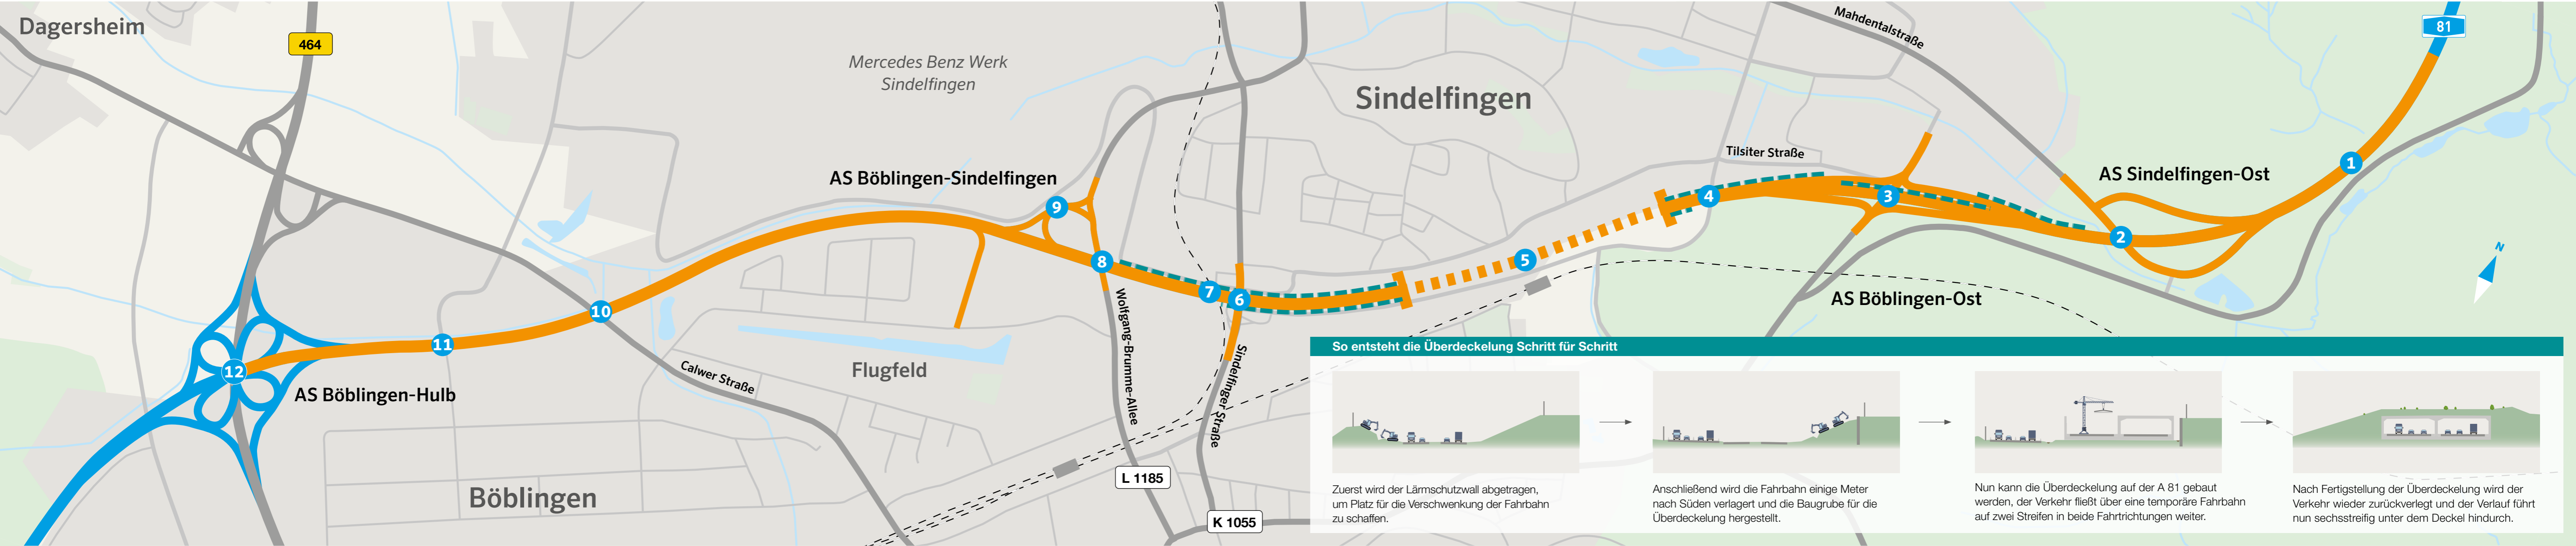 Dagersheim
464
Mercedes Benz Werk
Sindelfingen
Sindelfingen
Mahdentalstraße
81
Tilsiter Straße
AS Sindelfingen-Ost
AS Böblingen-Sindelfingen
1
2
3
4
5
6
7
8
9
10
11
12
N
AS Böblingen-Ost
AS Böblingen-Hulb
Calwer Straße
Flugfeld
Wolfgang-Brumme-Allee
Sindelfinger Straße
Böblingen
L 1185
K 1055
So entsteht die Überdeckelung Schritt für Schritt
Zuerst wird der Lärmschutzwall abgetragen,
um Platz für die Verschwenkung der Fahrbahn
zu schaffen.
Anschließend wird die Fahrbahn einige Meter
nach Süden verlagert und die Baugrube für die
Überdeckelung hergestellt.
Nun kann die Überdeckelung auf der A 81 gebaut
werden, der Verkehr fließt über eine temporäre Fahrbahn
auf zwei Streifen in beide Fahrtrichtungen weiter.
Nach Fertigstellung der Überdeckelung wird der
Verkehr wieder zurückverlegt und der Verlauf führt
nun sechsstreifig unter dem Deckel hindurch.